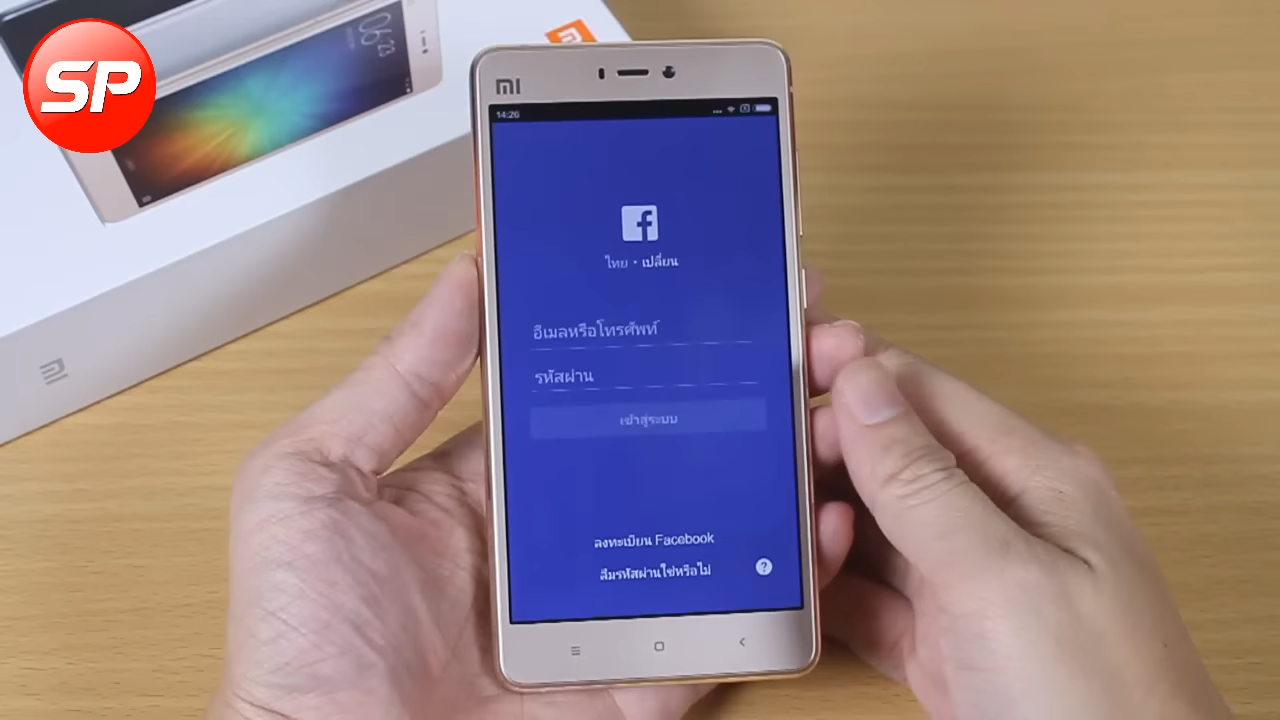 SP
06:23
MI
MI
14:26
ไทย · เปลี่ยน
อีเมลหรือโทรศัพท์
รหัสผ่าน
เข้าสู่ระบบ
ลงทะเบียน Facebook
ลืมรหัสผ่านใช่หรือไม่
?